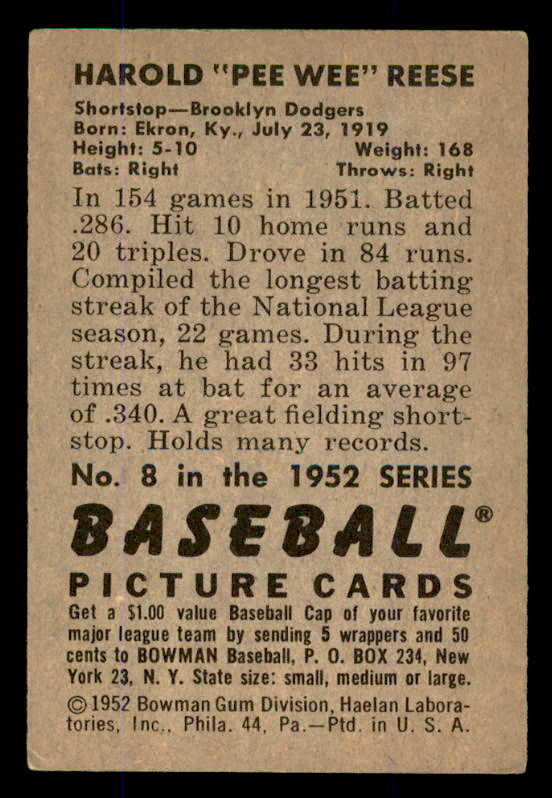 HAROLD "PEE WEE" REESE
Shortstop—Brooklyn Dodgers
Born: Ekron, Ky., July 23, 1919
Height: 5-10 Weight: 168
Bats: Right Throws: Right
In 154 games in 1951. Batted
.286. Hit 10 home runs and
20 triples. Drove in 84 runs.
Compiled the longest batting
streak of the National League
season, 22 games. During the
streak, he had 33 hits in 97
times at bat for an average
of .340. A great fielding short-
stop. Holds many records.
No. 8 in the 1952 SERIES
BASEBALL®
PICTURE CARDS
Get a $1.00 value Baseball Cap of your favorite
major league team by sending 5 wrappers and 50
cents to BOWMAN Baseball, P. O. BOX 234, New
York 23, N. Y. State size: small, medium or large.
©1952 Bowman Gum Division, Haelan Labora-
tories, Inc., Phila. 44, Pa.—Ptd. in U. S. A.